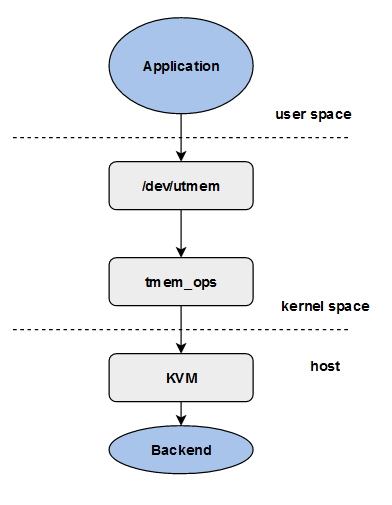 Application
user space
/dev/utmem
tmem_ops
kernel space
host
KVM
Backend